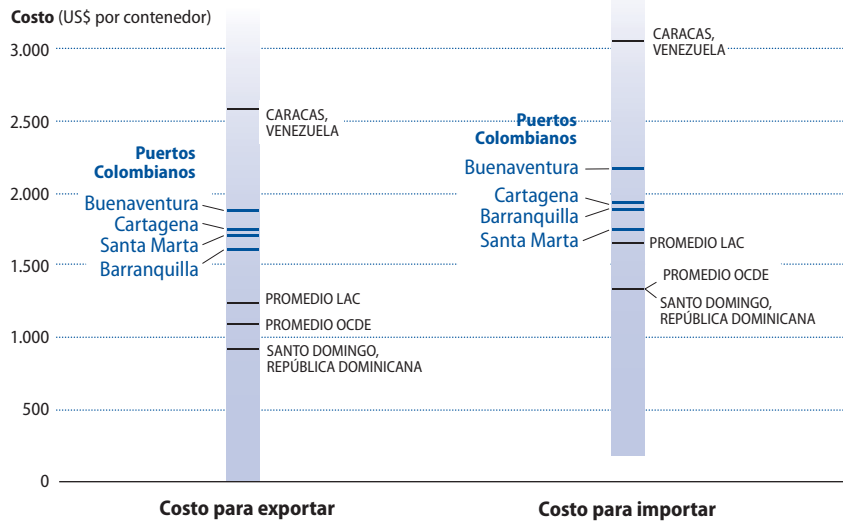 Costo (US$ por contenedor)
3.000
2.500
2.000
1.500
1.000
500
0
CARACAS,
VENEZUELA
Puertos
Colombianos
Buenaventura
Cartagena
Santa Marta
Barranquilla
PROMEDIO LAC
PROMEDIO OCDE
SANTO DOMINGO,
REPÚBLICA DOMINICANA
Costo para exportar
CARACAS,
VENEZUELA
Puertos
Colombianos
Buenaventura
Cartagena
Barranquilla
Santa Marta
PROMEDIO LAC
PROMEDIO OCDE
SANTO DOMINGO,
REPÚBLICA DOMINICANA
Costo para importar